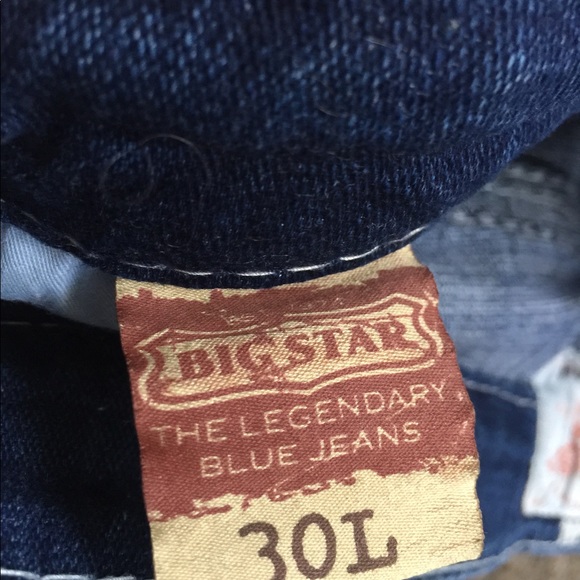 BIG STAR
THE LEGENDARY
BLUE JEANS
30L